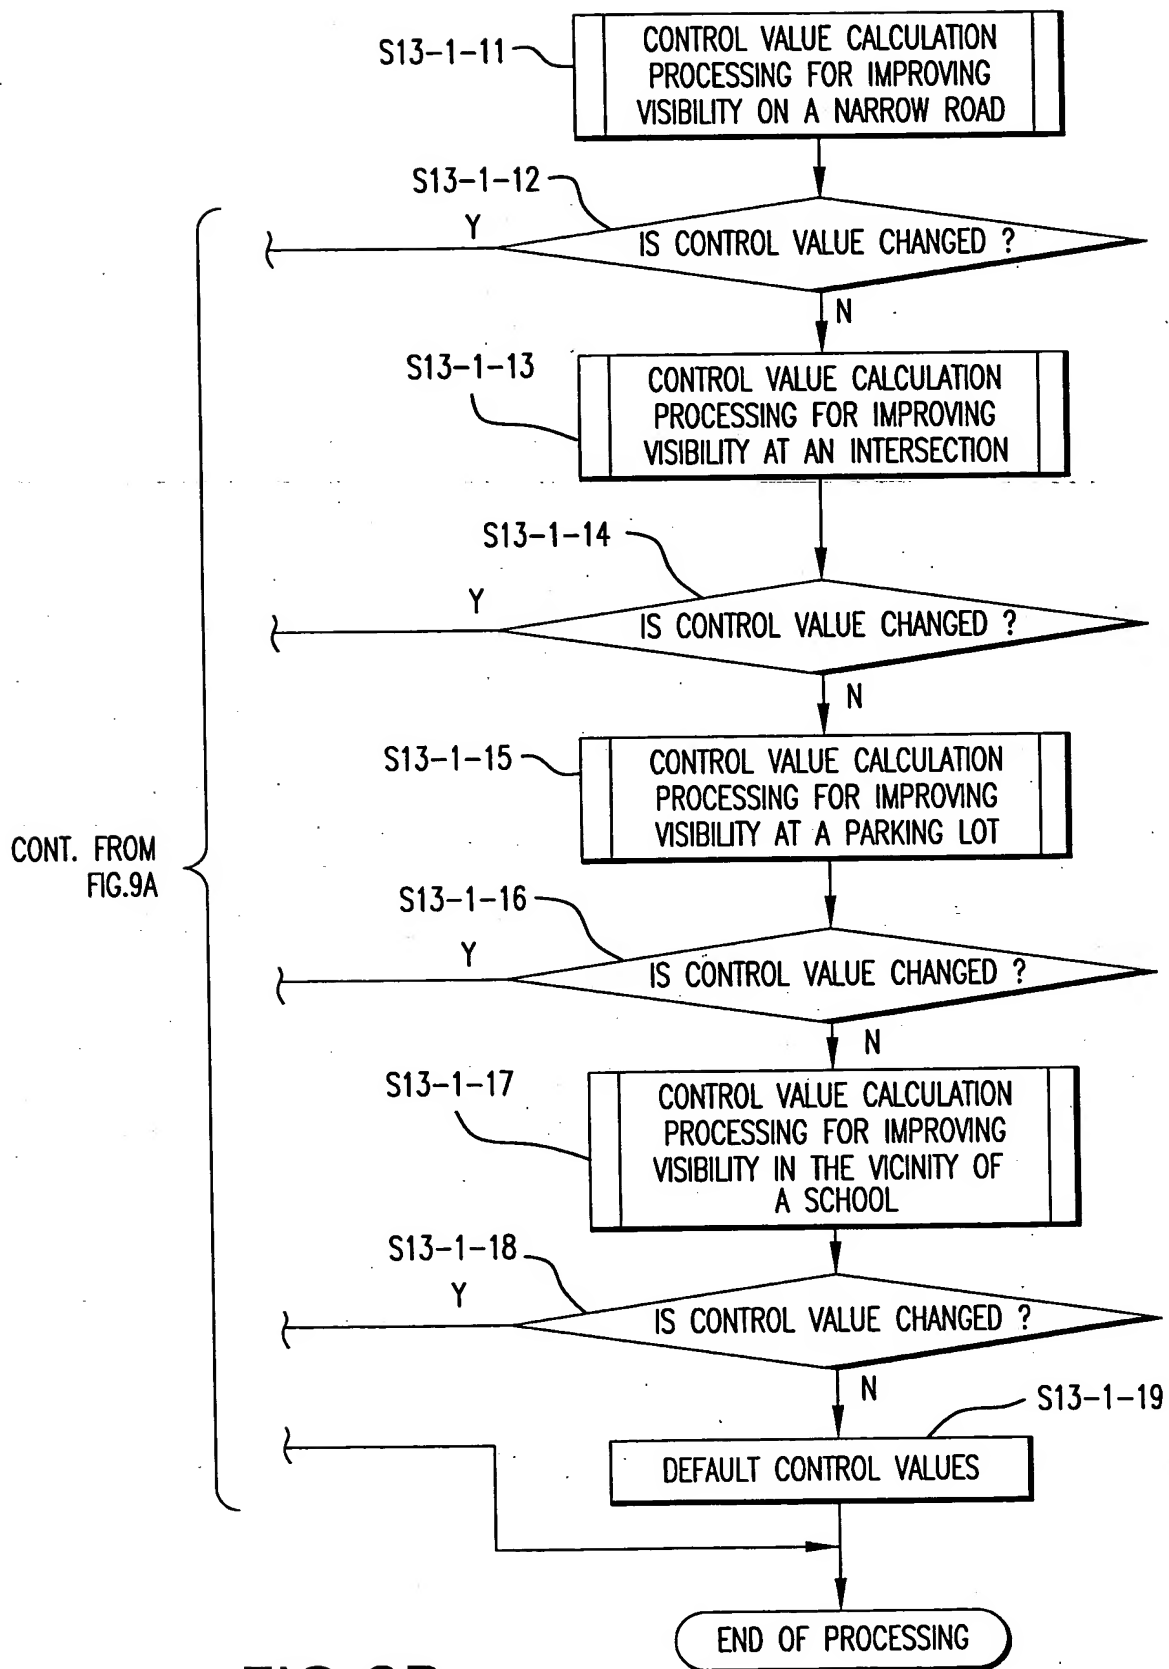 S13-1-11
CONTROL VALUE CALCULATION
PROCESSING FOR IMPROVING
VISIBILITY ON A NARROW ROAD
S13-1-12
Y
IS CONTROL VALUE CHANGED ?
N
S13-1-13
CONTROL VALUE CALCULATION
PROCESSING FOR IMPROVING
VISIBILITY AT AN INTERSECTION
S13-1-14
Y
IS CONTROL VALUE CHANGED ?
N
S13-1-15
CONTROL VALUE CALCULATION
PROCESSING FOR IMPROVING
VISIBILITY AT A PARKING LOT
CONT. FROM
FIG.9A
S13-1-16
Y
IS CONTROL VALUE CHANGED ?
N
S13-1-17
CONTROL VALUE CALCULATION
PROCESSING FOR IMPROVING
VISIBILITY IN THE VICINITY OF
A SCHOOL
S13-1-18
Y
IS CONTROL VALUE CHANGED ?
N
S13-1-19
DEFAULT CONTROL VALUES
END OF PROCESSING